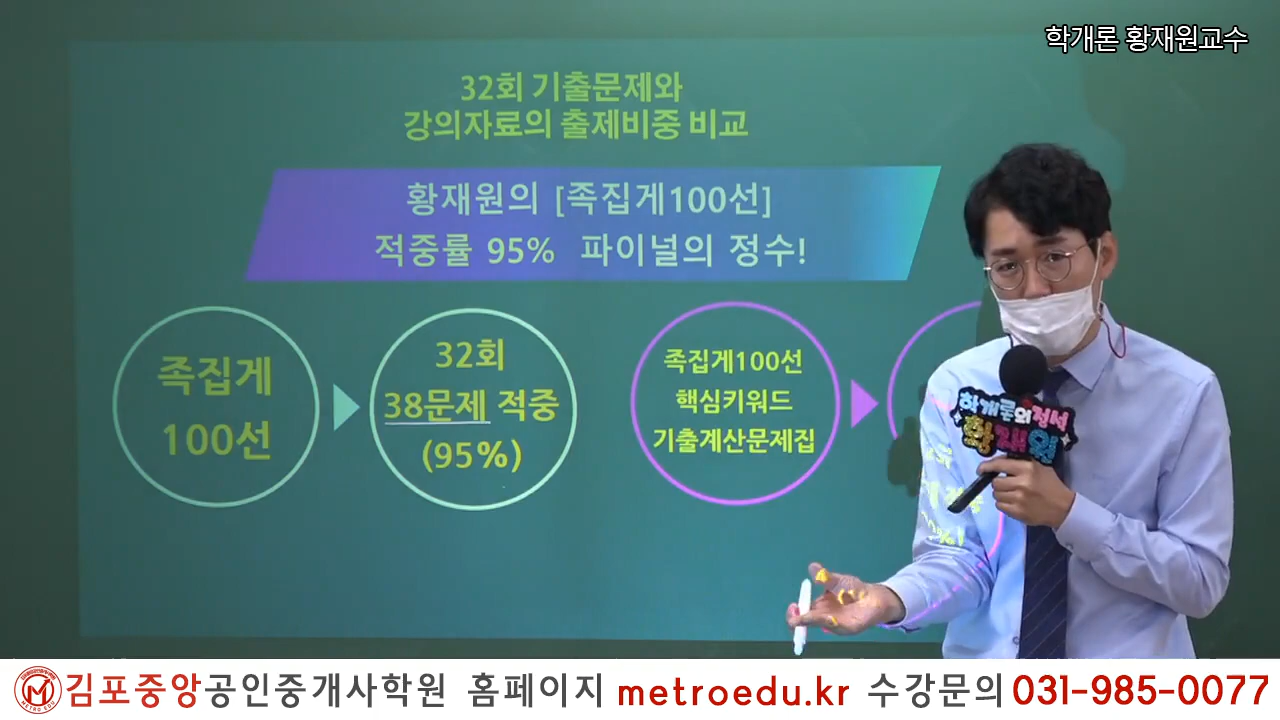 학개론 황재원교수
32회 기출문제와
강의자료의 출제비중 비교
황재원의 [족집게100선]
적중률 95% 파이널의 정수!
족집게
100선
32회
38문제 적중
(95%)
족집게100선
핵심키워드
기출계산문제집
학개론의정석
황재원
METRO EDU
김포중앙공인중개사학원 홈페이지 metroedu.kr 수강문의 031-985-0077